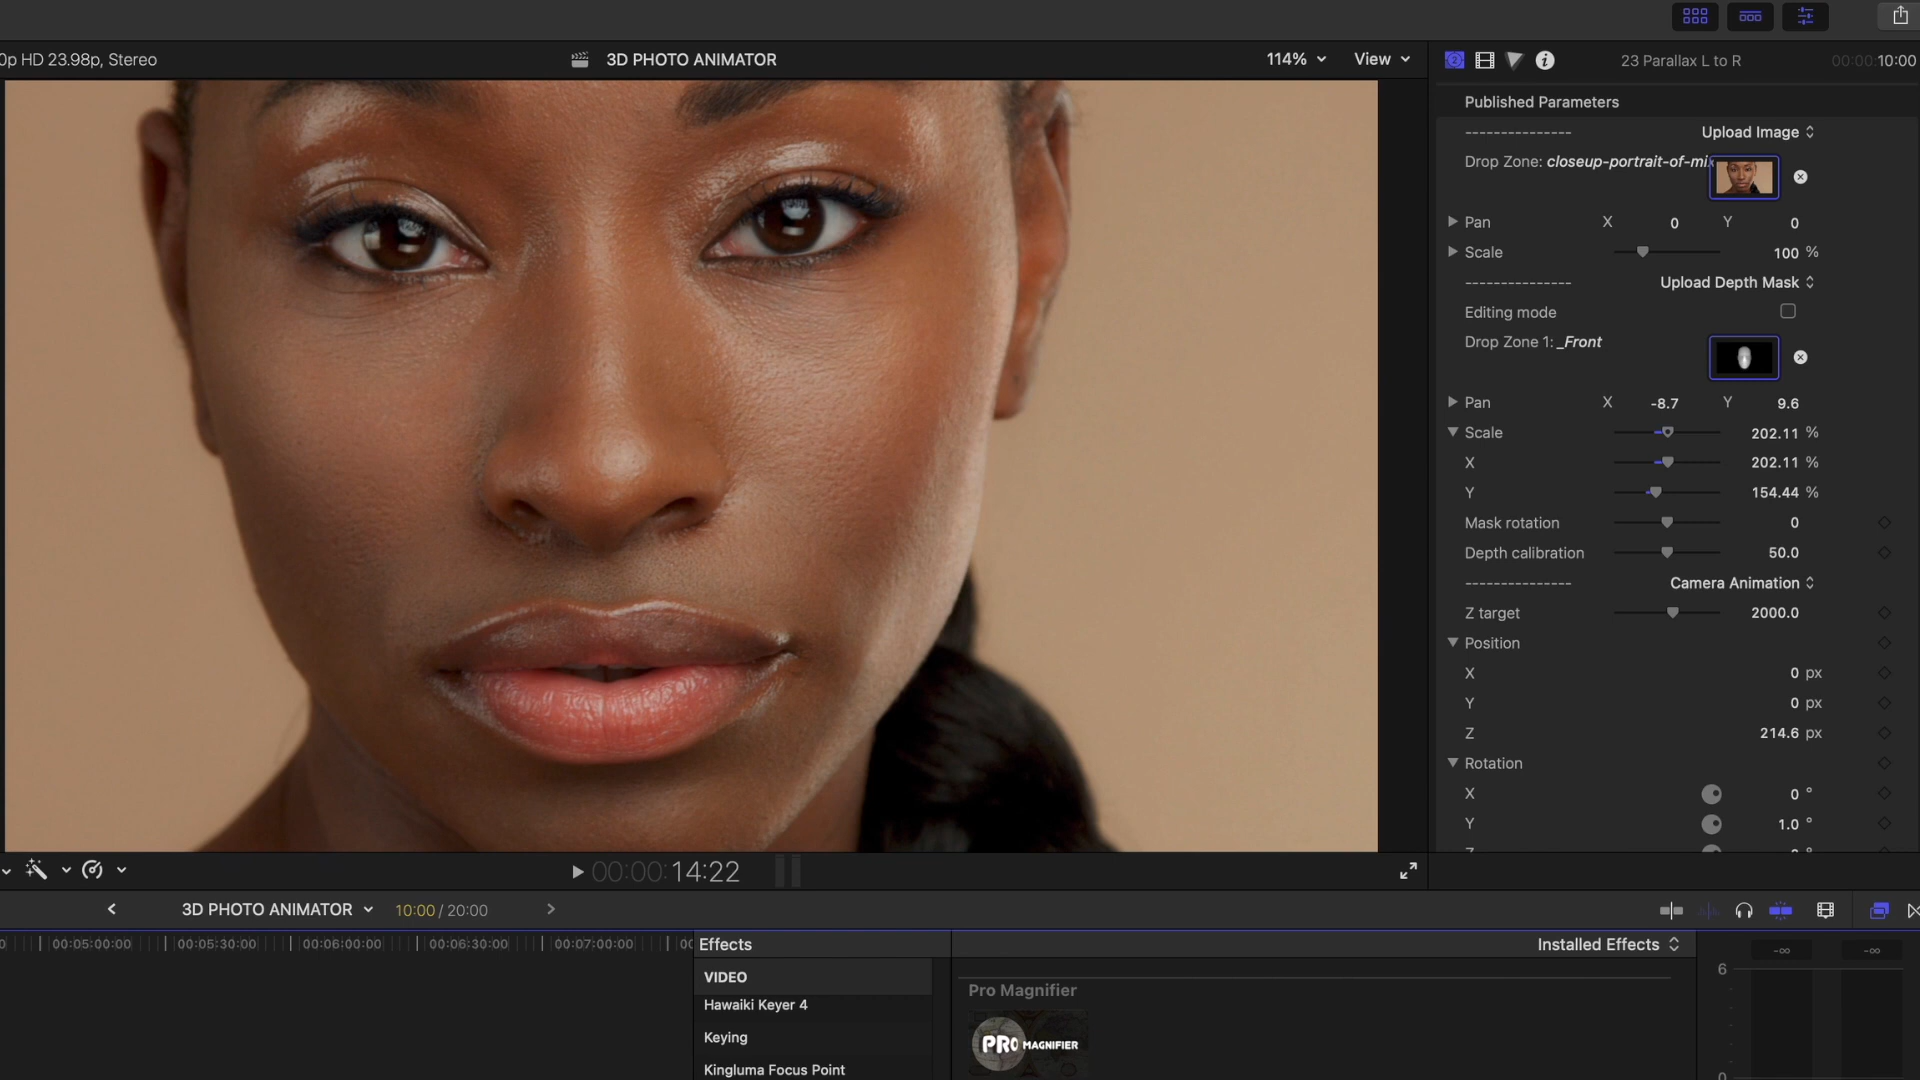 0p HD 23.98p, Stereo
3D PHOTO ANIMATOR
114%
View
23 Parallax L to R
00:00:10:00
Published Parameters
---------------
Upload Image
Drop Zone: closeup-portrait-of-mix
Pan X 0 Y 0
Scale 100 %
---------------
Upload Depth Mask
Editing mode
Drop Zone 1: _Front
Pan X -8.7 Y 9.6
Scale 202.11 %
X 202.11 %
Y 154.44 %
Mask rotation 0
Depth calibration 50.0
---------------
Camera Animation
Z target 2000.0
Position
X 0 px
Y 0 px
Z 214.6 px
Rotation
X 0 °
Y 1.0 °
00:00:14:22
3D PHOTO ANIMATOR
10:00 / 20:00
00:05:00:00
00:05:30:00
00:06:00:00
00:06:30:00
00:07:00:00
Effects
Installed Effects
VIDEO
Hawaiki Keyer 4
Keying
Kingluma Focus Point
Pro Magnifier
PRO MAGNIFIER
-∞
-∞
6
0